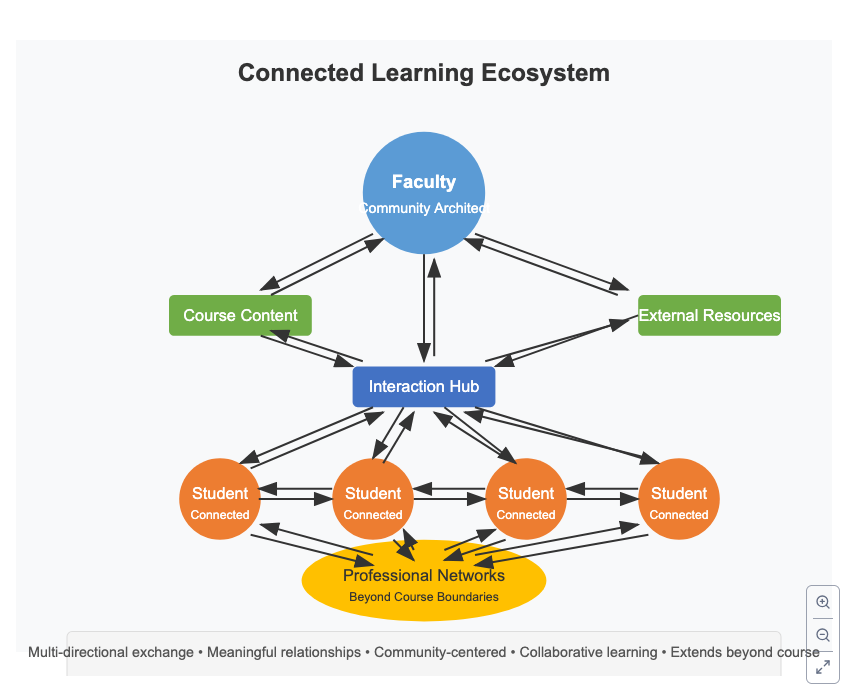 Connected Learning Ecosystem
Faculty
Community Architect
Course Content
External Resources
Interaction Hub
Student
Connected
Student
Connected
Student
Connected
Student
Connected
Professional Networks
Beyond Course Boundaries
Multi-directional exchange • Meaningful relationships • Community-centered • Collaborative learning • Extends beyond course